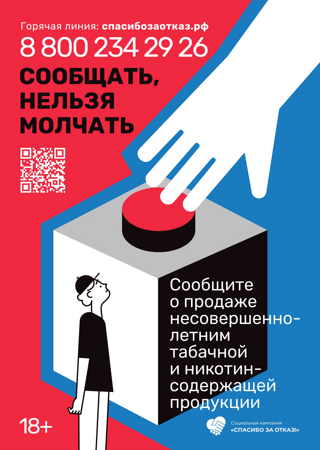 Горячая линия: спасибозаотказ.рф
8 800 234 29 26
СООБЩАТЬ,
НЕЛЬЗЯ
МОЛЧАТЬ
Сообщите
о продаже
несовершенно-
летним
табачной
и никотин-
содержащей
продукции
18+
Социальная кампания
«СПАСИБО ЗА ОТКАЗ!»